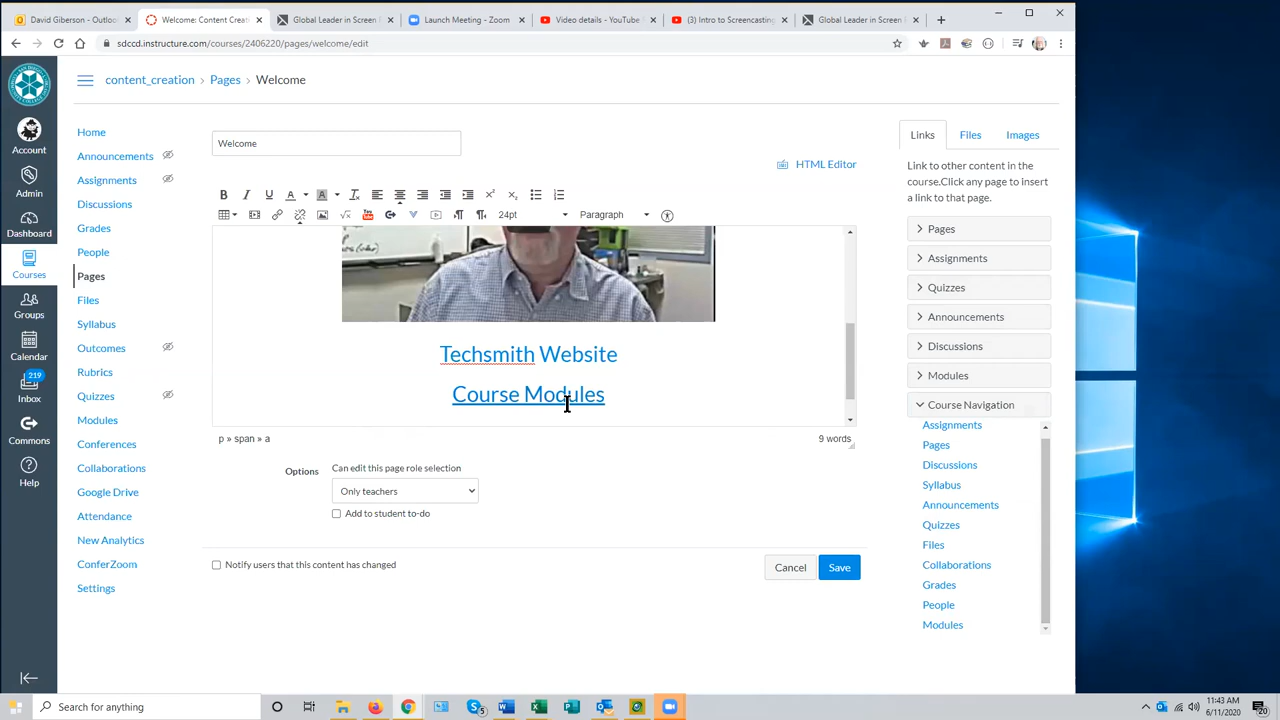 David Giberson - Outloo
Welcome: Content Creat
Global Leader in Screen R
Launch Meeting - Zoom
Video details - YouTube
(3) Intro to Screencasting
Global Leader in Screen
sdccd.instructure.com/courses/2406220/pages/welcome/edit
content_creation > Pages > Welcome
Account
Admin
Dashboard
Courses
Groups
Calendar
219
Inbox
Commons
Help
Home
Announcements
Assignments
Discussions
Grades
People
Pages
Files
Syllabus
Outcomes
Rubrics
Quizzes
Modules
Conferences
Collaborations
Google Drive
Attendance
New Analytics
ConferZoom
Settings
Welcome
HTML Editor
24pt
Paragraph
Techsmith Website
Course Modules
p » span » a
9 words
Options
Can edit this page role selection
Only teachers
Add to student to-do
Notify users that this content has changed
Cancel
Save
Links
Files
Images
Link to other content in the
course.Click any page to insert
a link to that page.
Pages
Assignments
Quizzes
Announcements
Discussions
Modules
Course Navigation
Assignments
Pages
Discussions
Syllabus
Announcements
Quizzes
Files
Collaborations
Grades
People
Modules
Search for anything
11:43 AM
6/11/2020